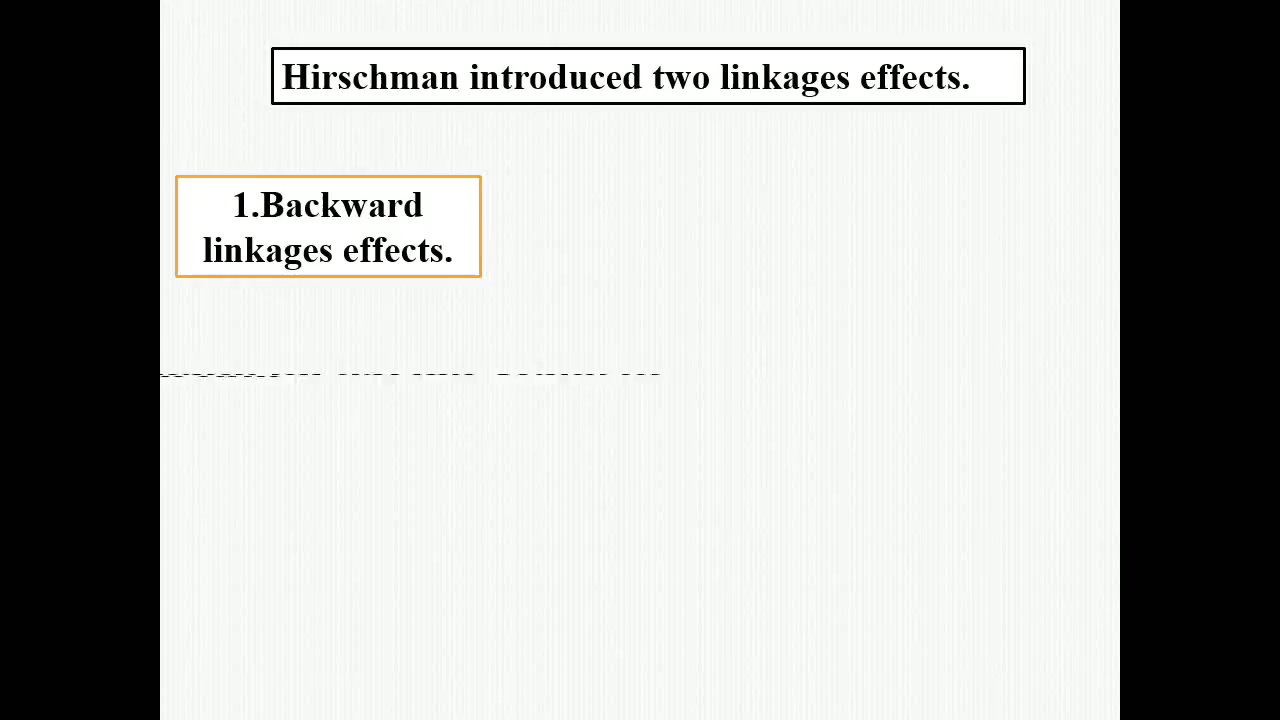 Hirschman introduced two linkages effects.
1.Backward
linkages effects.